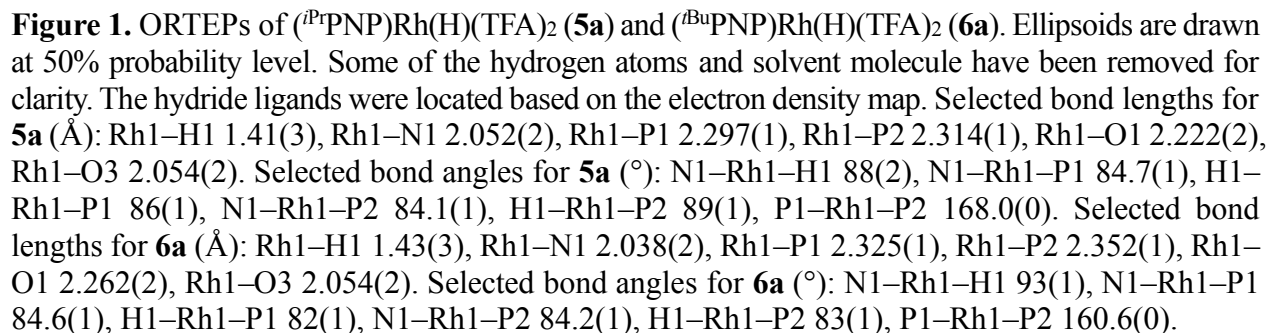 Figure 1. ORTEPs of (ⁱᴾʳPNP)Rh(H)(TFA)₂ (5a) and (ᵗᴮᵘPNP)Rh(H)(TFA)₂ (6a). Ellipsoids are drawn
at 50% probability level. Some of the hydrogen atoms and solvent molecule have been removed for
clarity. The hydride ligands were located based on the electron density map. Selected bond lengths for
5a (Å): Rh1–H1 1.41(3), Rh1–N1 2.052(2), Rh1–P1 2.297(1), Rh1–P2 2.314(1), Rh1–O1 2.222(2),
Rh1–O3 2.054(2). Selected bond angles for 5a (°): N1–Rh1–H1 88(2), N1–Rh1–P1 84.7(1), H1–
Rh1–P1 86(1), N1–Rh1–P2 84.1(1), H1–Rh1–P2 89(1), P1–Rh1–P2 168.0(0). Selected bond
lengths for 6a (Å): Rh1–H1 1.43(3), Rh1–N1 2.038(2), Rh1–P1 2.325(1), Rh1–P2 2.352(1), Rh1–
O1 2.262(2), Rh1–O3 2.054(2). Selected bond angles for 6a (°): N1–Rh1–H1 93(1), N1–Rh1–P1
84.6(1), H1–Rh1–P1 82(1), N1–Rh1–P2 84.2(1), H1–Rh1–P2 83(1), P1–Rh1–P2 160.6(0).